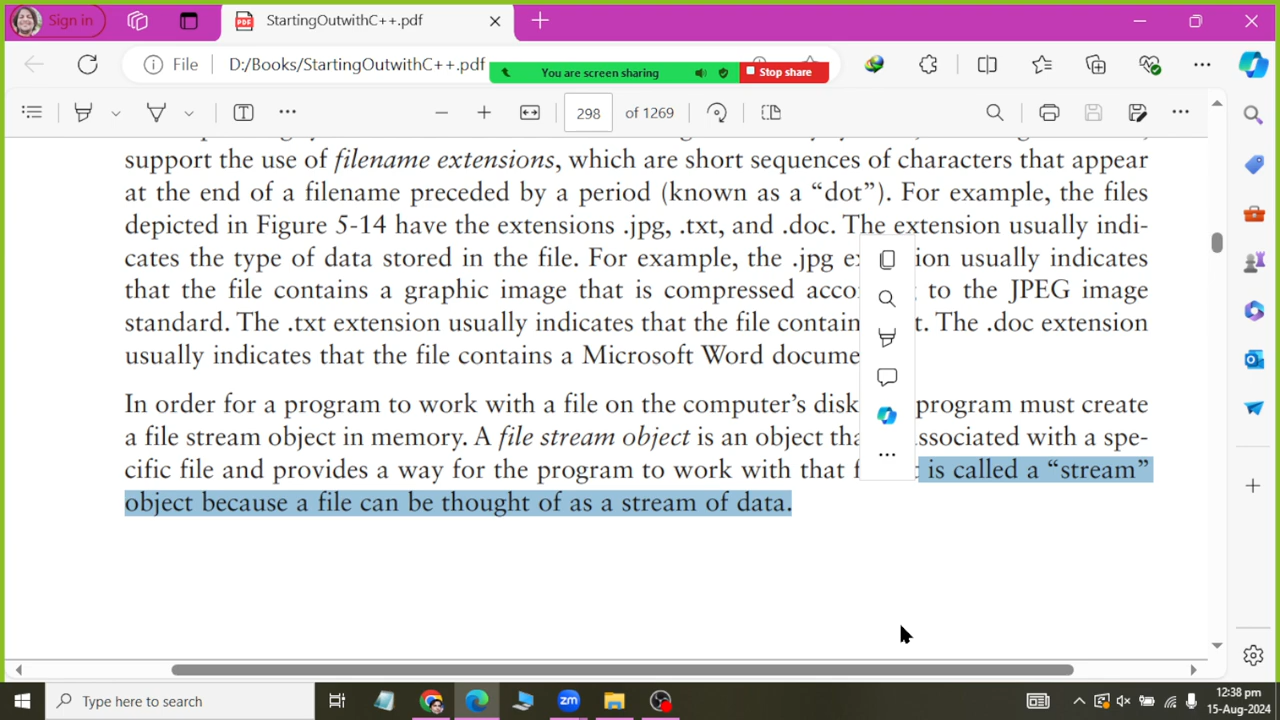 Sign in
StartingOutwithC++.pdf
File
D:/Books/StartingOutwithC++.pdf
You are screen sharing
Stop share
298 of 1269
support the use of filename extensions, which are short sequences of characters that appear
at the end of a filename preceded by a period (known as a “dot”). For example, the files
depicted in Figure 5-14 have the extensions .jpg, .txt, and .doc. The extension usually indi-
cates the type of data stored in the file. For example, the .jpg ex ion usually indicates
that the file contains a graphic image that is compressed acco to the JPEG image
standard. The .txt extension usually indicates that the file contain t. The .doc extension
usually indicates that the file contains a Microsoft Word docume
In order for a program to work with a file on the computer’s disk program must create
a file stream object in memory. A file stream object is an object tha ssociated with a spe-
cific file and provides a way for the program to work with that f is called a “stream”
object because a file can be thought of as a stream of data.
Type here to search
zm
12:38 pm
15-Aug-2024